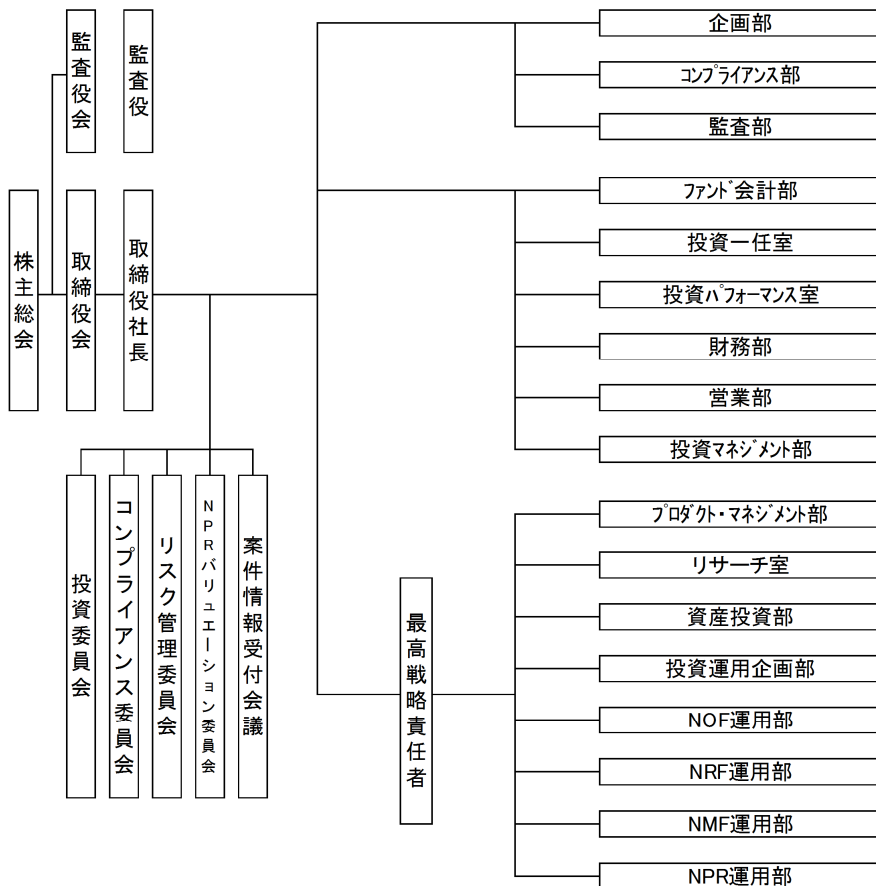 監査役会
監査役
株主総会
取締役会
取締役社長
投資委員会
コンプライアンス委員会
リスク管理委員会
NPRバリュエーション委員会
案件情報受付会議
企画部
コンプライアンス部
監査部
ファンド会計部
投資一任室
投資パフォーマンス室
財務部
営業部
投資マネジメント部
最高戦略責任者
プロダクト・マネジメント部
リサーチ室
資産投資部
投資運用企画部
NOF運用部
NRF運用部
NMF運用部
NPR運用部